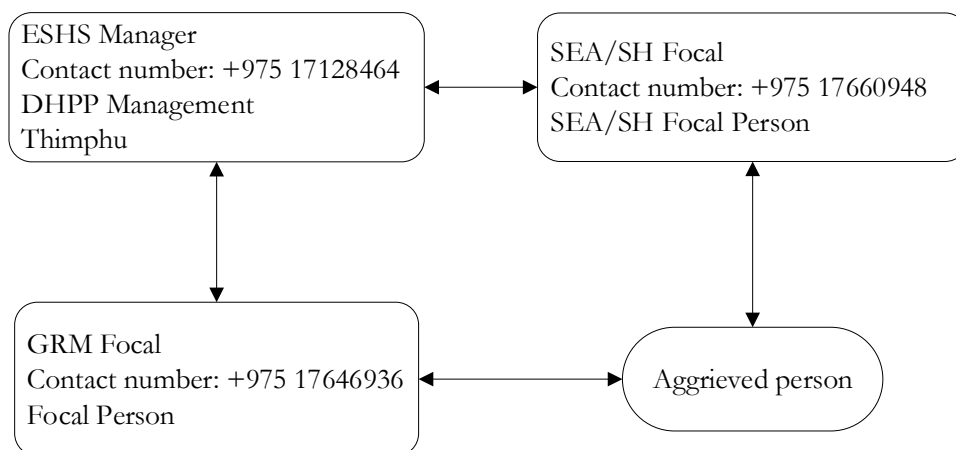 ESHS Manager
Contact number: +975 17128464
DHPP Management
Thimphu
SEA/SH Focal
Contact number: +975 17660948
SEA/SH Focal Person
GRM Focal
Contact number: +975 17646936
Focal Person
Aggrieved person